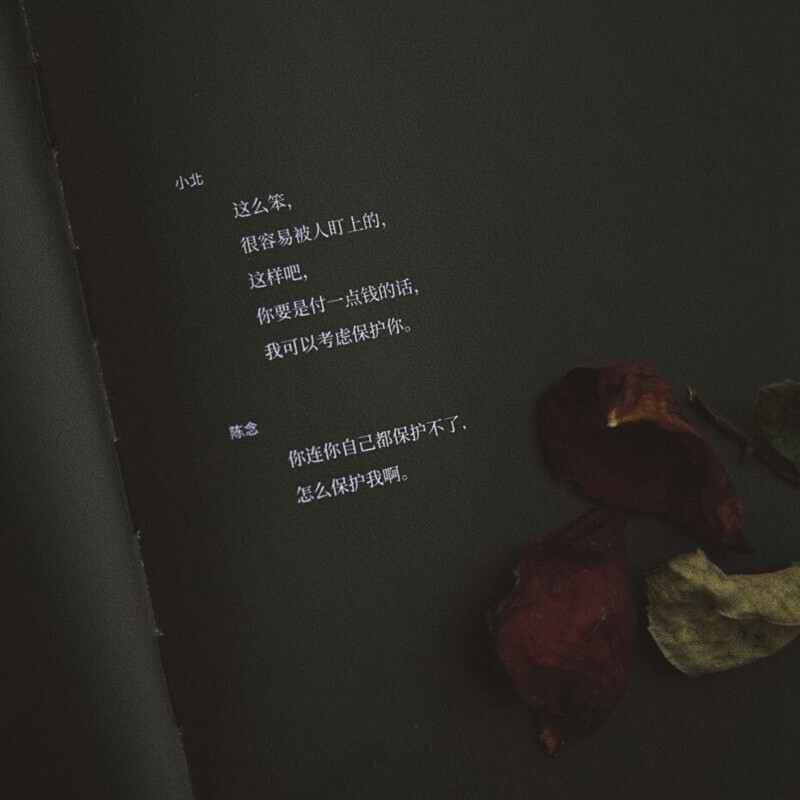 小北
这么笨，
很容易被人盯上的，
这样吧，
你要是付一点钱的话，
我可以考虑保护你。
陈念
你连你自己都保护不了，
怎么保护我啊。